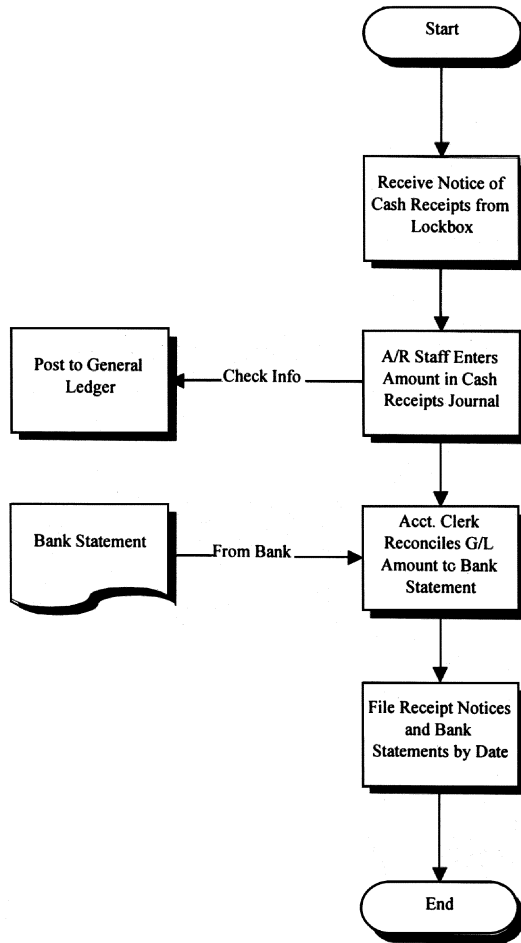 Start
Receive Notice of
Cash Receipts from
Lockbox
A/R Staff Enters
Amount in Cash
Receipts Journal
Check Info
Post to General
Ledger
Acct. Clerk
Reconciles G/L
Amount to Bank
Statement
From Bank
Bank Statement
File Receipt Notices
and Bank
Statements by Date
End